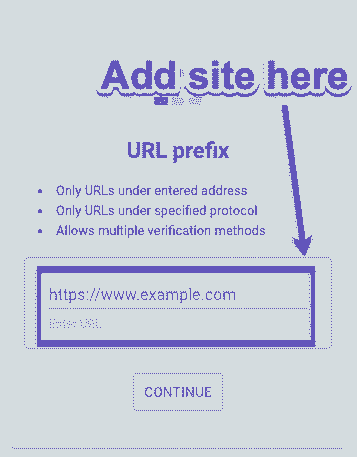 Add site here
URL prefix
Only URLs under entered address
Only URLs under specified protocol
Allows multiple verification methods
https://www.example.com
Enter URL
CONTINUE